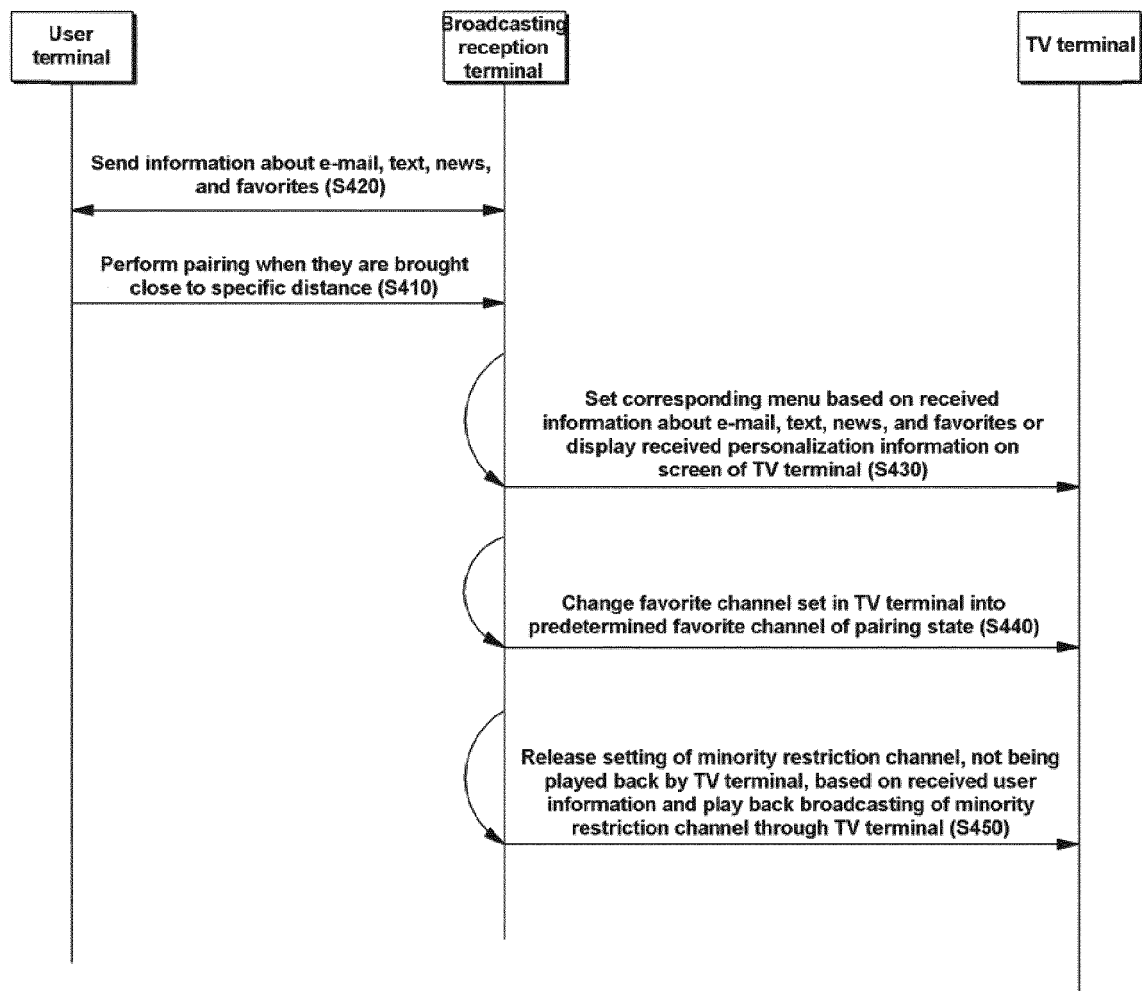 User
terminal
Broadcasting
reception
terminal
TV terminal
Send information about e-mail, text, news,
and favorites (S420)
Perform pairing when they are brought
close to specific distance (S410)
Set corresponding menu based on received
information about e-mail, text, news, and favorites or
display received personalization information on
screen of TV terminal (S430)
Change favorite channel set in TV terminal into
predetermined favorite channel of pairing state (S440)
Release setting of minority restriction channel, not being
played back by TV terminal, based on received user
information and play back broadcasting of minority
restriction channel through TV terminal (S450)